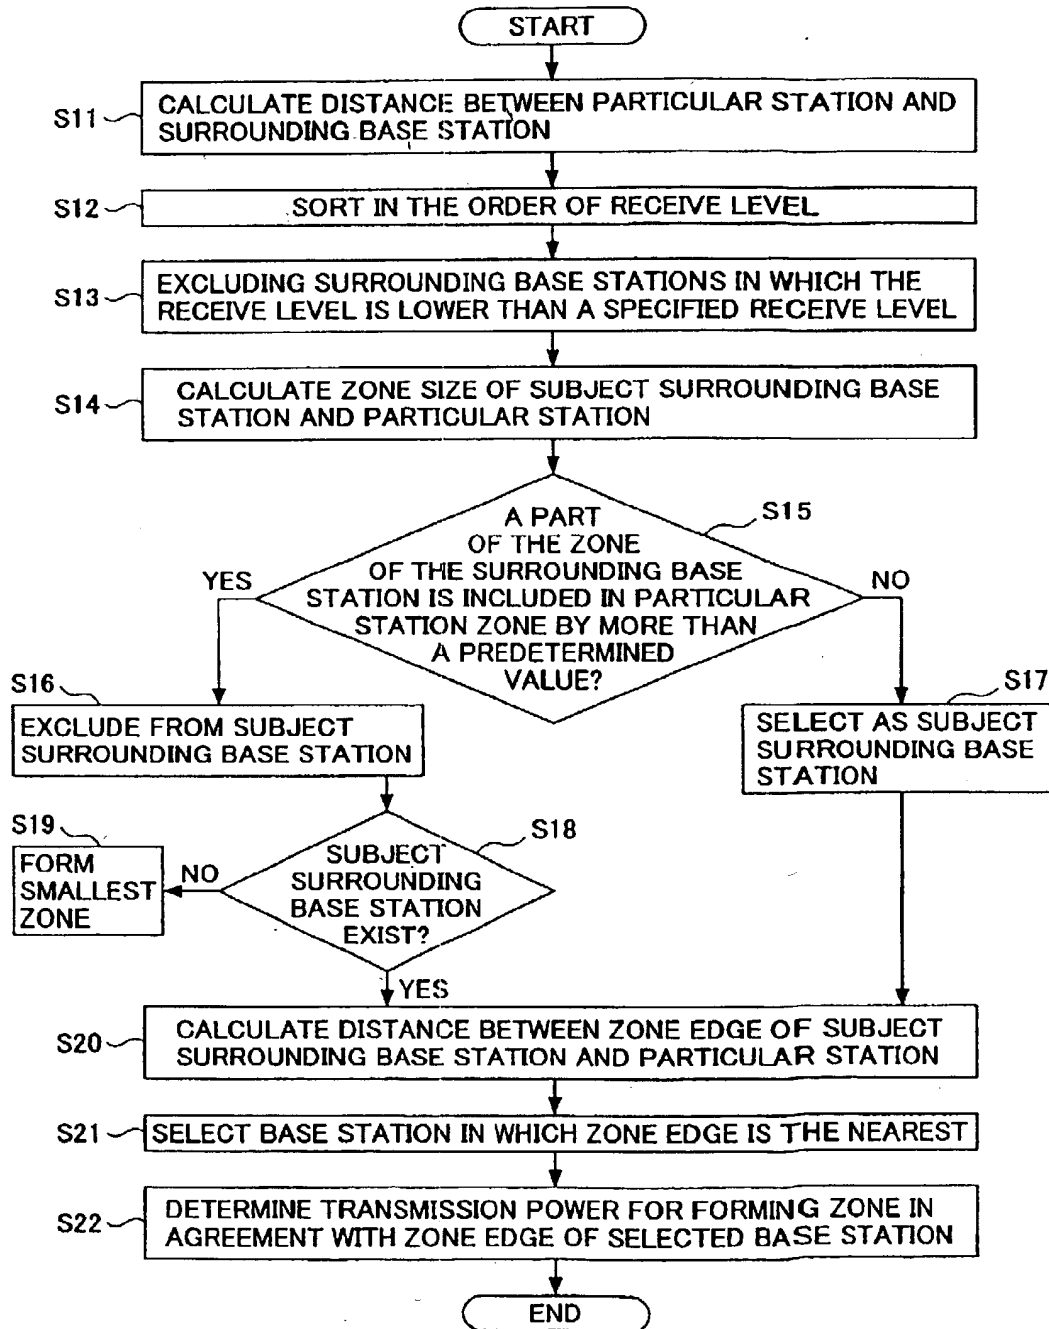 START
S11
CALCULATE DISTANCE BETWEEN PARTICULAR STATION AND
SURROUNDING BASE STATION
S12
SORT IN THE ORDER OF RECEIVE LEVEL
S13
EXCLUDING SURROUNDING BASE STATIONS IN WHICH THE
RECEIVE LEVEL IS LOWER THAN A SPECIFIED RECEIVE LEVEL
S14
CALCULATE ZONE SIZE OF SUBJECT SURROUNDING BASE
STATION AND PARTICULAR STATION
S15
A PART
OF THE ZONE
OF THE SURROUNDING BASE
STATION IS INCLUDED IN PARTICULAR
STATION ZONE BY MORE THAN
A PREDETERMINED
VALUE?
YES
NO
S16
EXCLUDE FROM SUBJECT
SURROUNDING BASE STATION
S17
SELECT AS SUBJECT
SURROUNDING BASE
STATION
S18
SUBJECT
SURROUNDING
BASE STATION
EXIST?
NO
S19
FORM
SMALLEST
ZONE
YES
S20
CALCULATE DISTANCE BETWEEN ZONE EDGE OF SUBJECT
SURROUNDING BASE STATION AND PARTICULAR STATION
S21
SELECT BASE STATION IN WHICH ZONE EDGE IS THE NEAREST
S22
DETERMINE TRANSMISSION POWER FOR FORMING ZONE IN
AGREEMENT WITH ZONE EDGE OF SELECTED BASE STATION
END